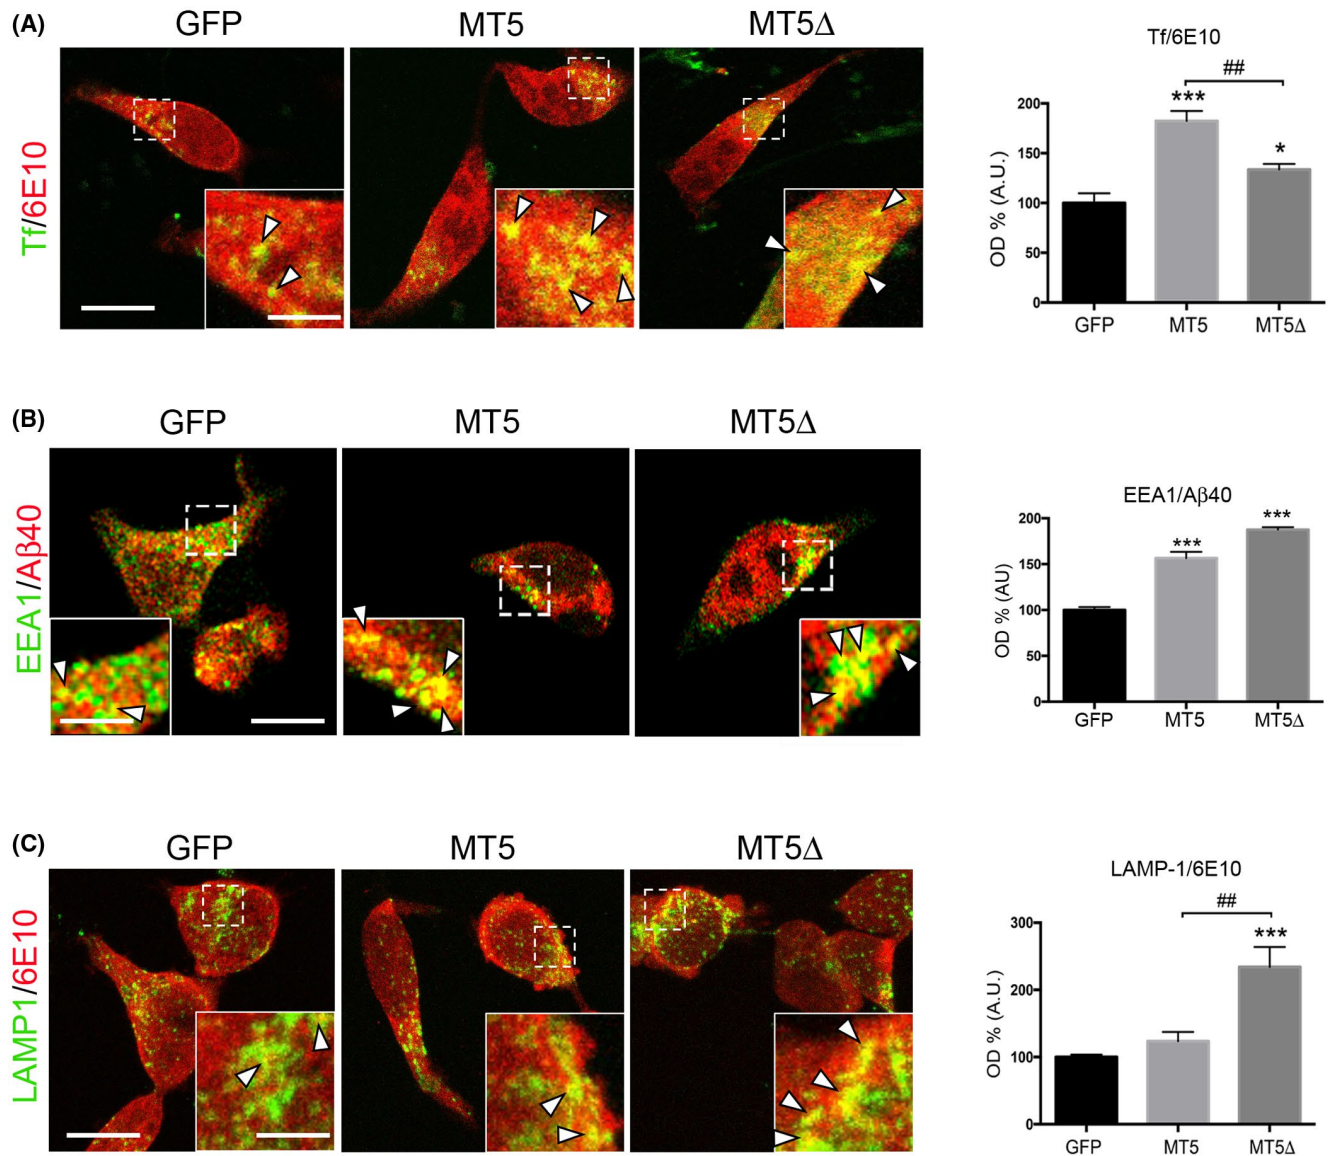 (A)
GFP MT5 MT5Δ
Tf/6E10
Tf/6E10
##
***
*
200
150
100
50
0
OD % (A.U.)
GFP MT5 MT5Δ
(B)
GFP MT5 MT5Δ
EEA1/Aβ40
EEA1/Aβ40
***
***
200
150
100
50
0
OD % (AU)
GFP MT5 MT5Δ
(C)
GFP MT5 MT5Δ
LAMP1/6E10
LAMP-1/6E10
##
***
300
200
100
0
OD % (A.U.)
GFP MT5 MT5Δ